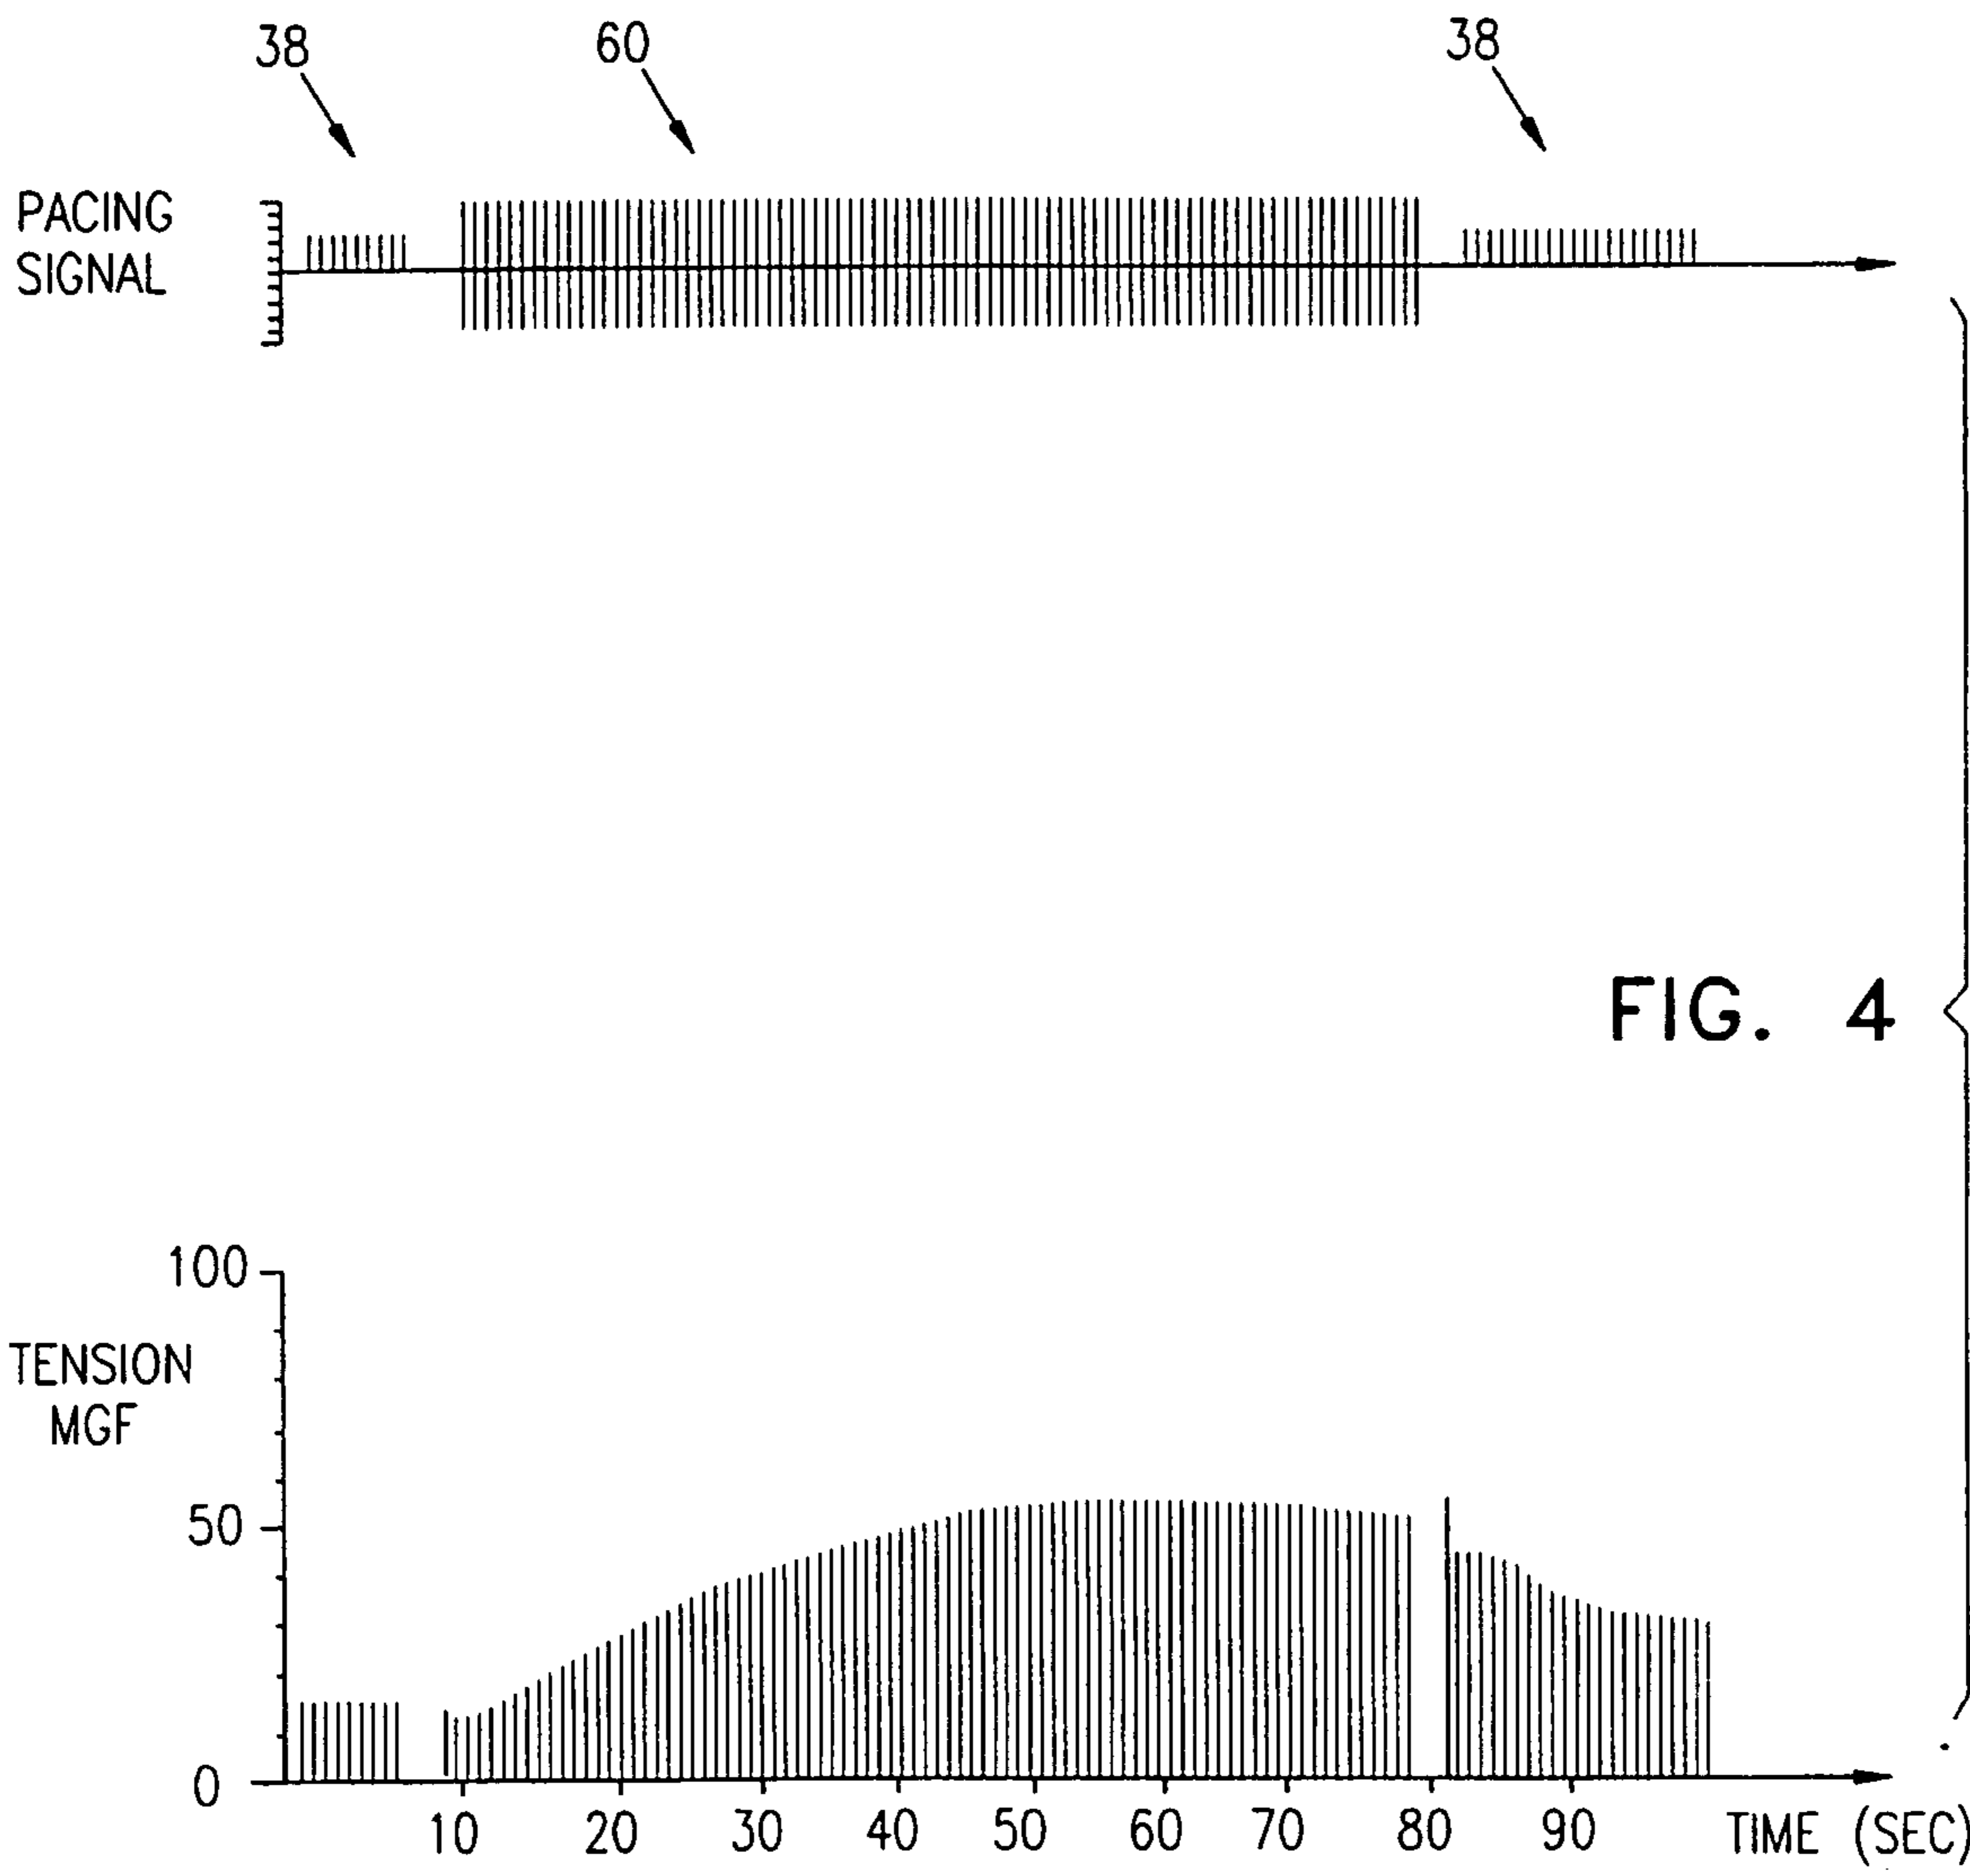 38 60 38
PACING
SIGNAL
FIG. 4
100
TENSION
MGF
50
0
10 20 30 40 50 60 70 80 90 TIME (SEC)